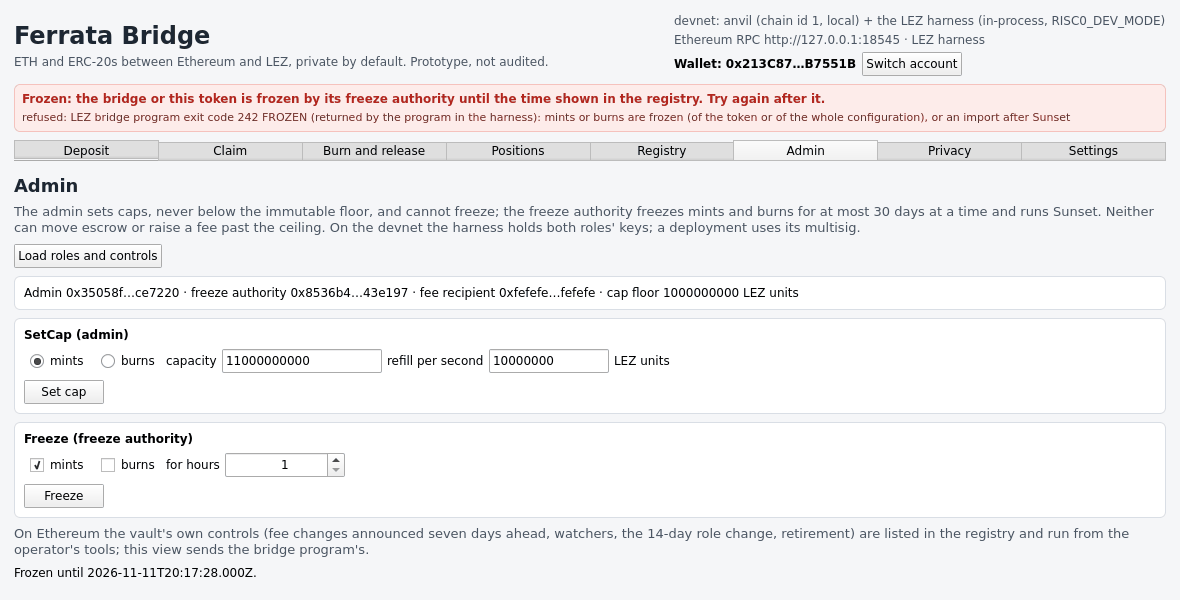 Ferrata Bridge
ETH and ERC-20s between Ethereum and LEZ, private by default. Prototype, not audited.
devnet: anvil (chain id 1, local) + the LEZ harness (in-process, RISC0_DEV_MODE)
Ethereum RPC http://127.0.0.1:18545 · LEZ harness
Wallet: 0x213C87...B7551B Switch account
Frozen: the bridge or this token is frozen by its freeze authority until the time shown in the registry. Try again after it.
refused: LEZ bridge program exit code 242 FROZEN (returned by the program in the harness): mints or burns are frozen (of the token or of the whole configuration), or an import after Sunset
Deposit Claim Burn and release Positions Registry Admin Privacy Settings
Admin
The admin sets caps, never below the immutable floor, and cannot freeze; the freeze authority freezes mints and burns for at most 30 days at a time and runs Sunset. Neither
can move escrow or raise a fee past the ceiling. On the devnet the harness holds both roles' keys; a deployment uses its multisig.
Load roles and controls
Admin 0x35058f...ce7220 · freeze authority 0x8536b4...43e197 · fee recipient 0xfefefe...fefefe · cap floor 1000000000 LEZ units
SetCap (admin)
mints burns capacity 11000000000 refill per second 10000000 LEZ units
Set cap
Freeze (freeze authority)
mints burns for hours 1
Freeze
On Ethereum the vault's own controls (fee changes announced seven days ahead, watchers, the 14-day role change, retirement) are listed in the registry and run from the
operator's tools; this view sends the bridge program's.
Frozen until 2026-11-11T20:17:28.000Z.